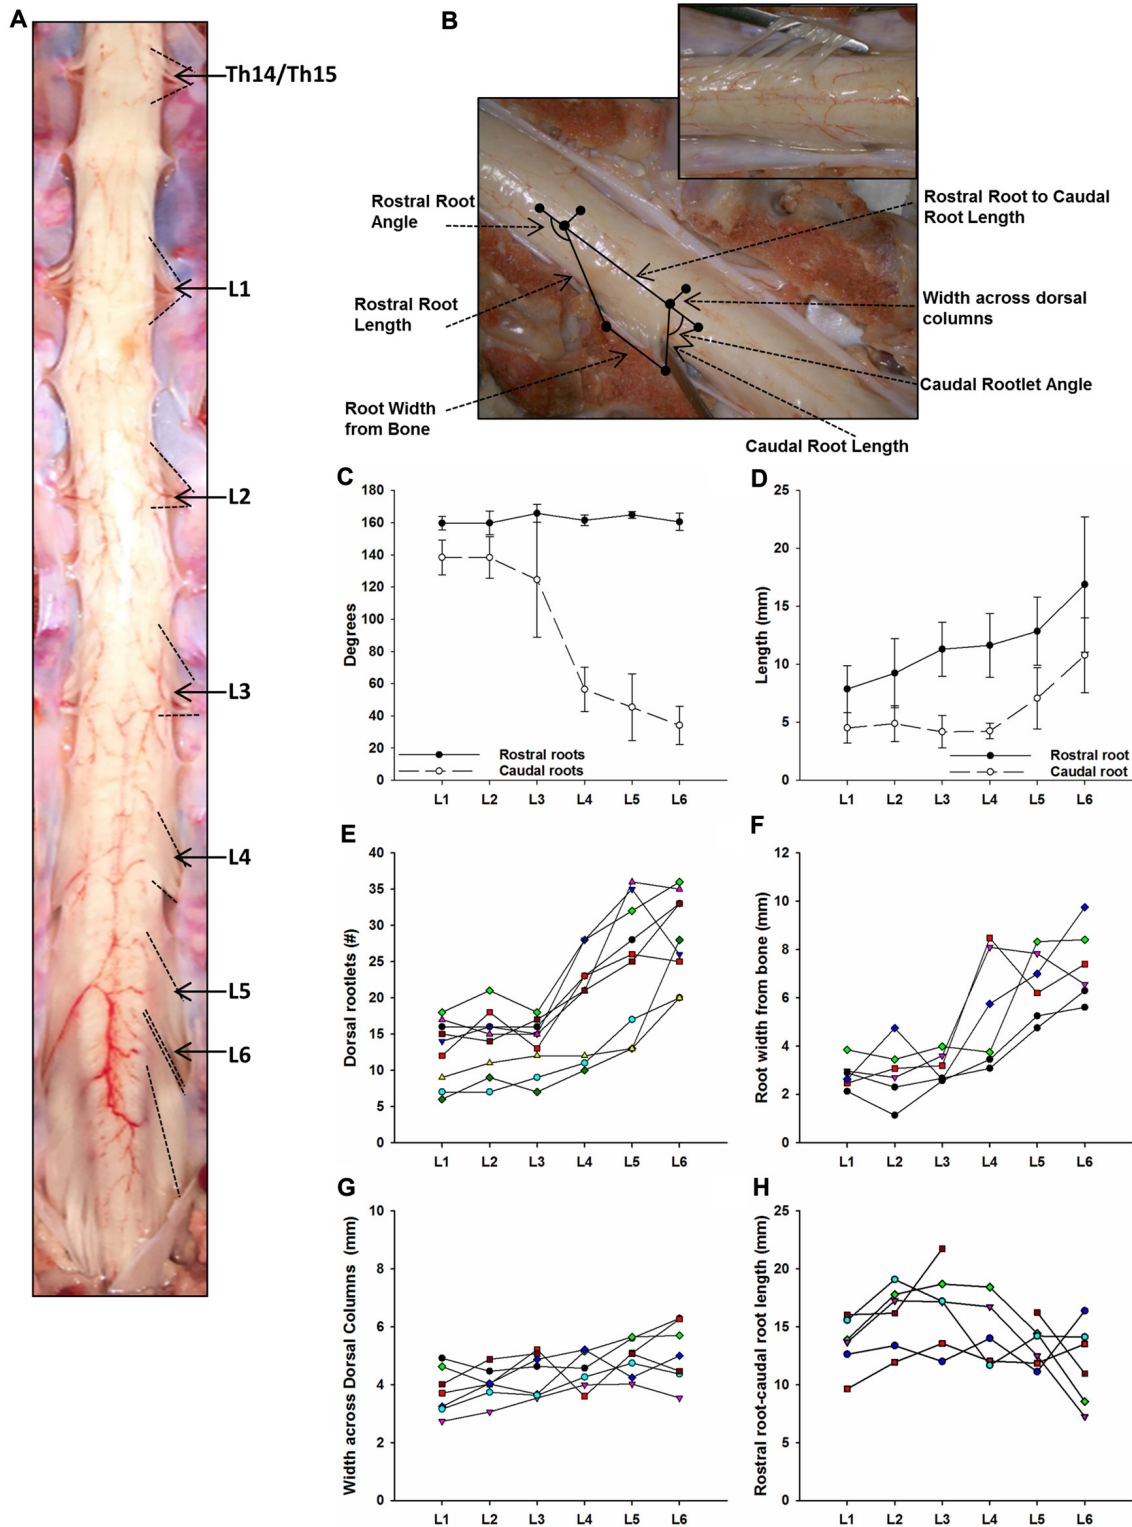 A
Th14/Th15
L1
L2
L3
L4
L5
L6
B
Rostral Root
Angle
Rostral Root
Length
Root Width
from Bone
Rostral Root to Caudal
Root Length
Width across dorsal
columns
Caudal Rootlet Angle
Caudal Root Length
C
180
160
140
120
100
80
60
40
20
0
Degrees
Rostral roots
Caudal roots
L1 L2 L3 L4 L5 L6
D
25
20
15
10
5
0
Length (mm)
Rostral root
Caudal root
L1 L2 L3 L4 L5 L6
E
40
35
30
25
20
15
10
5
0
Dorsal rootlets (#)
L1 L2 L3 L4 L5 L6
F
12
10
8
6
4
2
0
Root width from bone (mm)
L1 L2 L3 L4 L5 L6
G
10
8
6
4
2
0
Width across Dorsal Columns (mm)
L1 L2 L3 L4 L5 L6
H
25
20
15
10
5
0
Rostral root-caudal root length (mm)
L1 L2 L3 L4 L5 L6